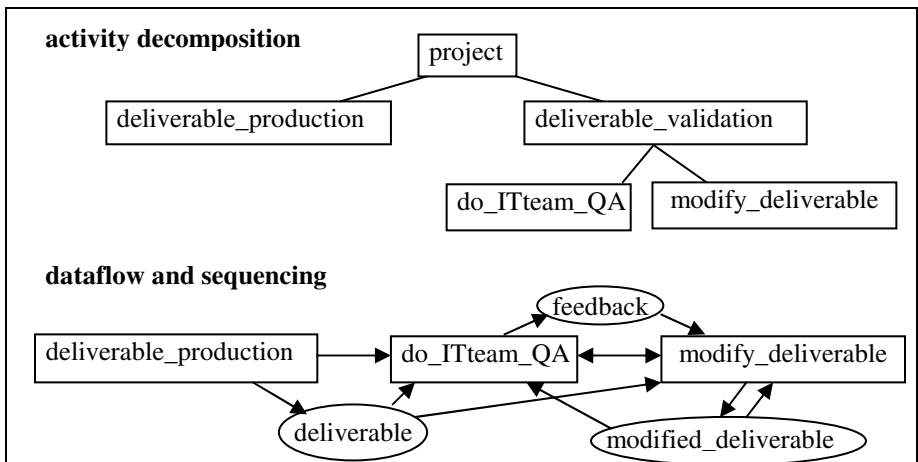 activity decomposition
project
deliverable_production
deliverable_validation
do_ITteam_QA
modify_deliverable
dataflow and sequencing
feedback
deliverable_production
do_ITteam_QA
modify_deliverable
deliverable
modified_deliverable